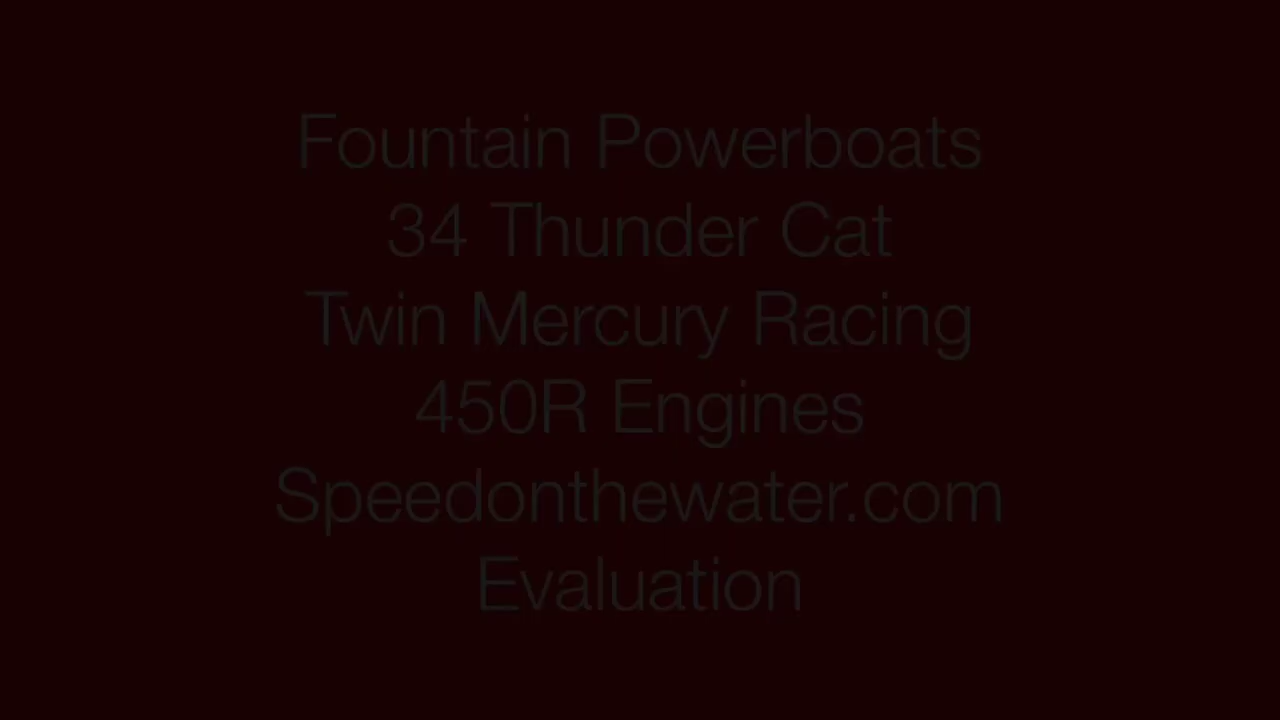 Fountain Powerboats
34 Thunder Cat
Twin Mercury Racing
450R Engines
Speedonthewater.com
Evaluation